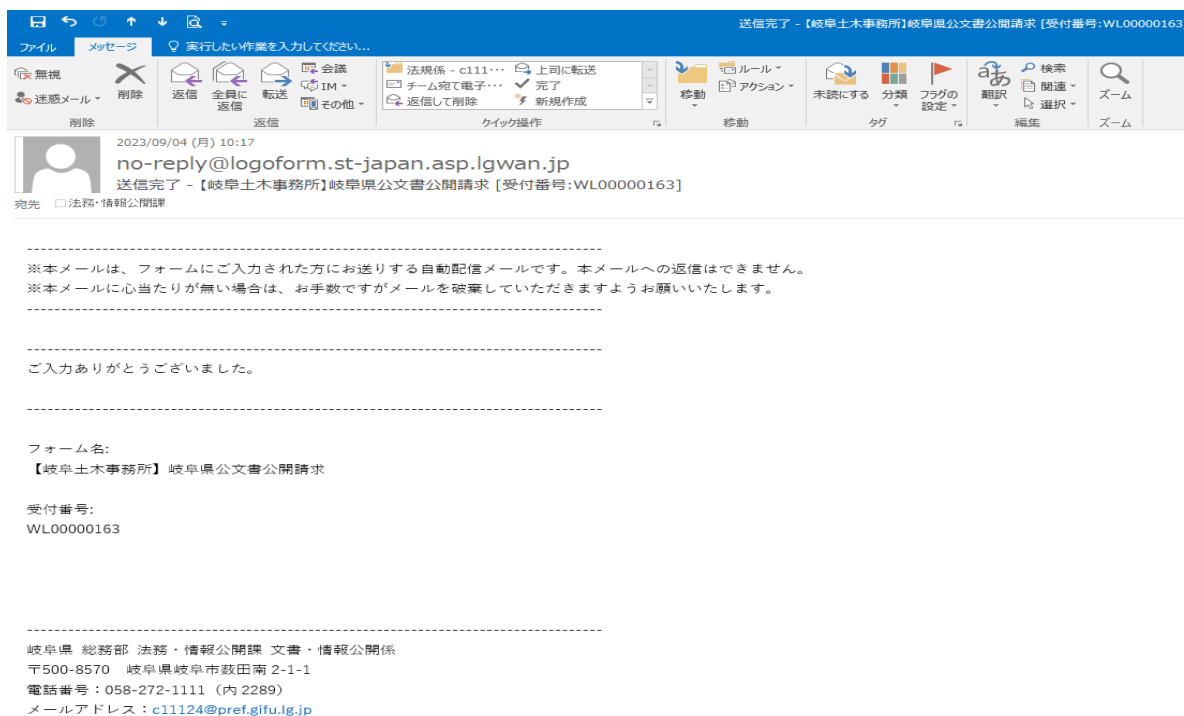 送信完了 - 【岐阜土木事務所】岐阜県公文書公開請求 [受付番号:WL00000163]
ファイル メッセージ 実行したい作業を入力してください...
無視
迷惑メール
削除
削除
返信
全員に返信
転送
会議
IM
その他
返信
法規係 - c111… 上司に転送
チーム宛て電子… 完了
返信して削除 新規作成
クイック操作
移動
ルール
アクション
移動
未読にする
分類
フラグの設定
タグ
翻訳
検索
関連
選択
編集
ズーム
ズーム
2023/09/04 (月) 10:17
no-reply@logoform.st-japan.asp.lgwan.jp
送信完了 - 【岐阜土木事務所】岐阜県公文書公開請求 [受付番号:WL00000163]
宛先 法務・情報公開課
--------------------------------------------------------------------------------
※本メールは、フォームにご入力された方にお送りする自動配信メールです。本メールへの返信はできません。
※本メールに心当たりが無い場合は、お手数ですがメールを破棄していただきますようお願いいたします。
--------------------------------------------------------------------------------
--------------------------------------------------------------------------------
ご入力ありがとうございました。
--------------------------------------------------------------------------------
フォーム名:
【岐阜土木事務所】岐阜県公文書公開請求
受付番号:
WL00000163
--------------------------------------------------------------------------------
岐阜県 総務部 法務・情報公開課 文書・情報公開係
〒500-8570 岐阜県岐阜市薮田南 2-1-1
電話番号：058-272-1111（内 2289）
メールアドレス：c11124@pref.gifu.lg.jp